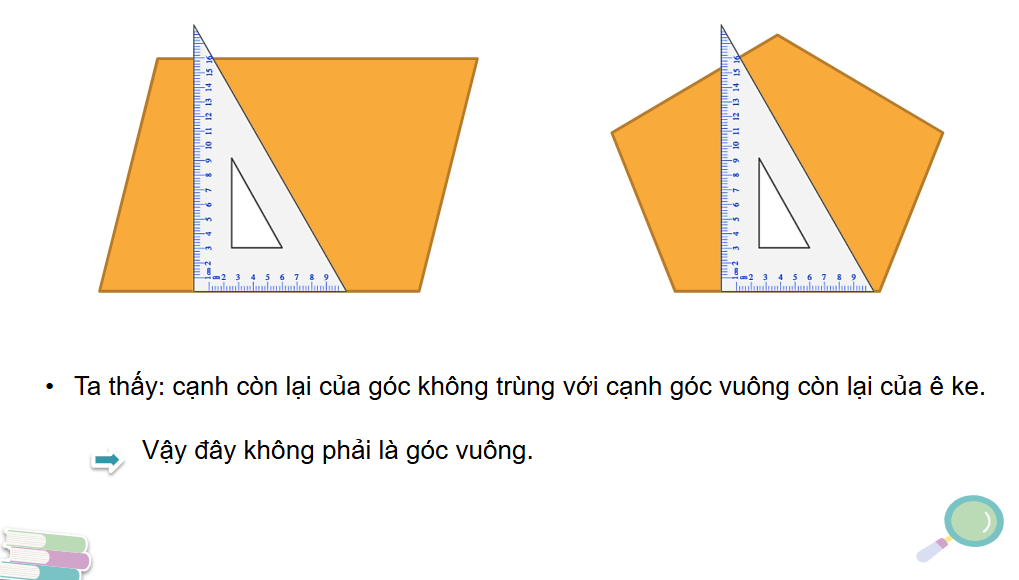 • Ta thấy: cạnh còn lại của góc không trùng với cạnh góc vuông còn lại của ê ke.
Vậy đây không phải là góc vuông.